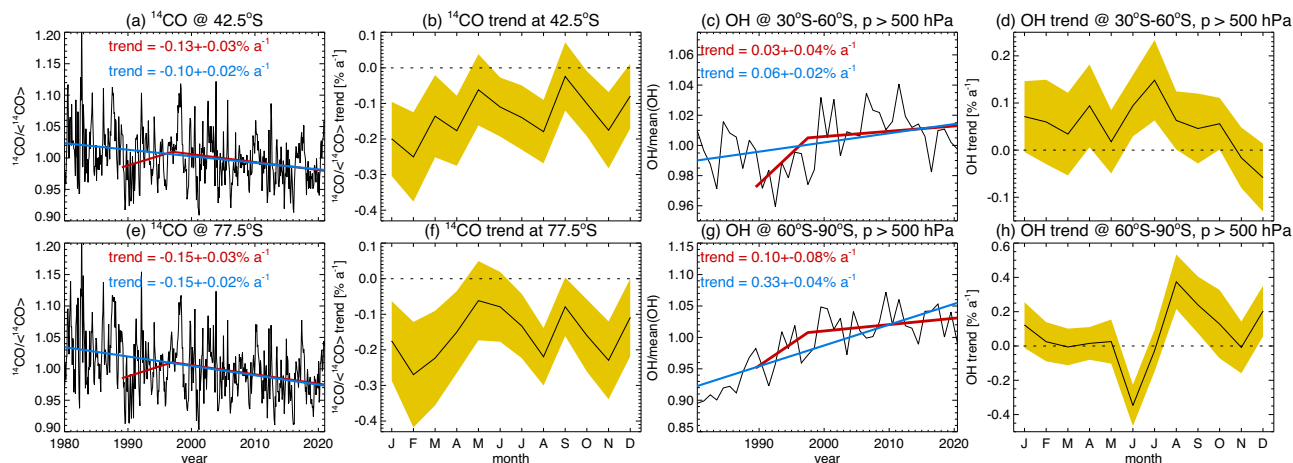 (a) ¹⁴CO @ 42.5°S
trend = -0.13+-0.03% a⁻¹
trend = -0.10+-0.02% a⁻¹
¹⁴CO/<¹⁴CO>
1.20
1.15
1.10
1.05
1.00
0.95
0.90
(b) ¹⁴CO trend at 42.5°S
¹⁴CO/<¹⁴CO> trend [% a⁻¹]
0.1
0.0
-0.1
-0.2
-0.3
-0.4
(c) OH @ 30°S-60°S, p > 500 hPa
trend = 0.03+-0.04% a⁻¹
trend = 0.06+-0.02% a⁻¹
OH/mean(OH)
1.06
1.04
1.02
1.00
0.98
0.96
(d) OH trend @ 30°S-60°S, p > 500 hPa
OH trend [% a⁻¹]
0.2
0.1
0.0
-0.1
(e) ¹⁴CO @ 77.5°S
trend = -0.15+-0.03% a⁻¹
trend = -0.15+-0.02% a⁻¹
¹⁴CO/<¹⁴CO>
1.20
1.15
1.10
1.05
1.00
0.95
0.90
1980 1990 2000 2010 2020
year
(f) ¹⁴CO trend at 77.5°S
¹⁴CO/<¹⁴CO> trend [% a⁻¹]
0.1
0.0
-0.1
-0.2
-0.3
-0.4
J F M A M J J A S O N D
month
(g) OH @ 60°S-90°S, p > 500 hPa
trend = 0.10+-0.08% a⁻¹
trend = 0.33+-0.04% a⁻¹
OH/mean(OH)
1.10
1.05
1.00
0.95
0.90
0.85
1990 2000 2010 2020
year
(h) OH trend @ 60°S-90°S, p > 500 hPa
OH trend [% a⁻¹]
0.6
0.4
0.2
0.0
-0.2
-0.4
J F M A M J J A S O N D
month